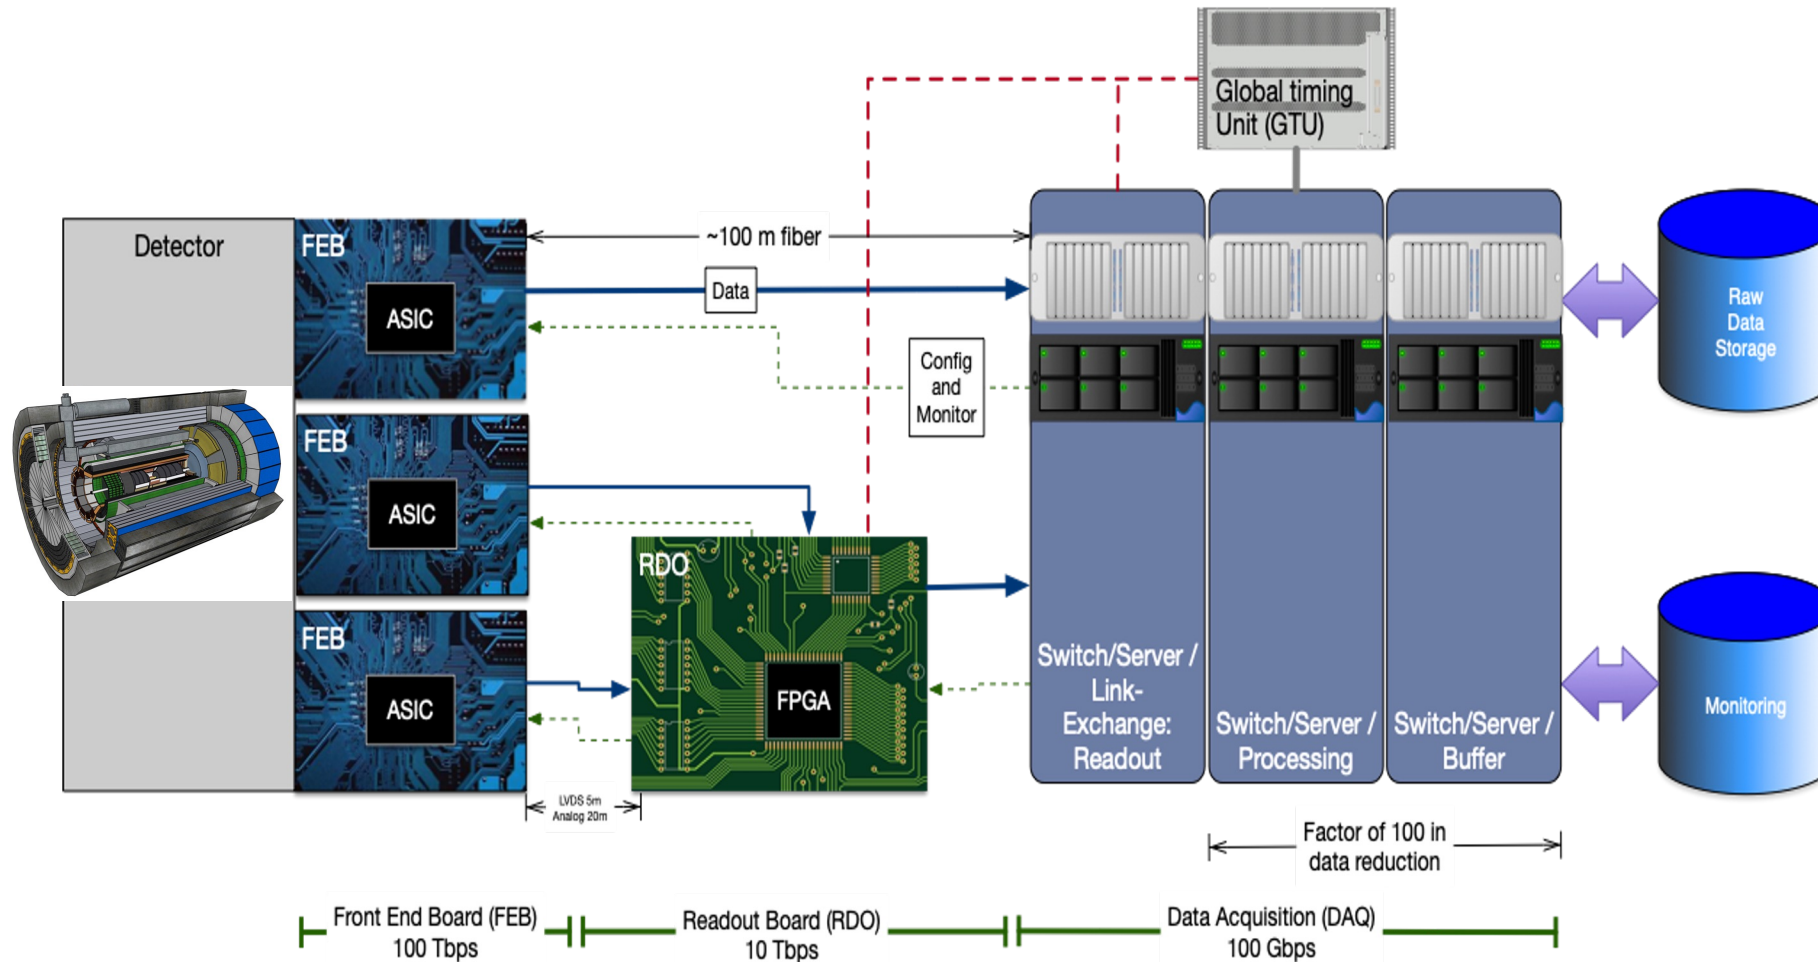 Global timing
Unit (GTU)
Detector
FEB
ASIC
~100 m fiber
Data
Config
and
Monitor
Raw
Data
Storage
FEB
ASIC
RDO
FPGA
FEB
ASIC
LVDS 5m
Analog 20m
Switch/Server /
Link-
Exchange:
Readout
Switch/Server /
Processing
Switch/Server /
Buffer
Monitoring
Factor of 100 in
data reduction
Front End Board (FEB)
100 Tbps
Readout Board (RDO)
10 Tbps
Data Acquisition (DAQ)
100 Gbps